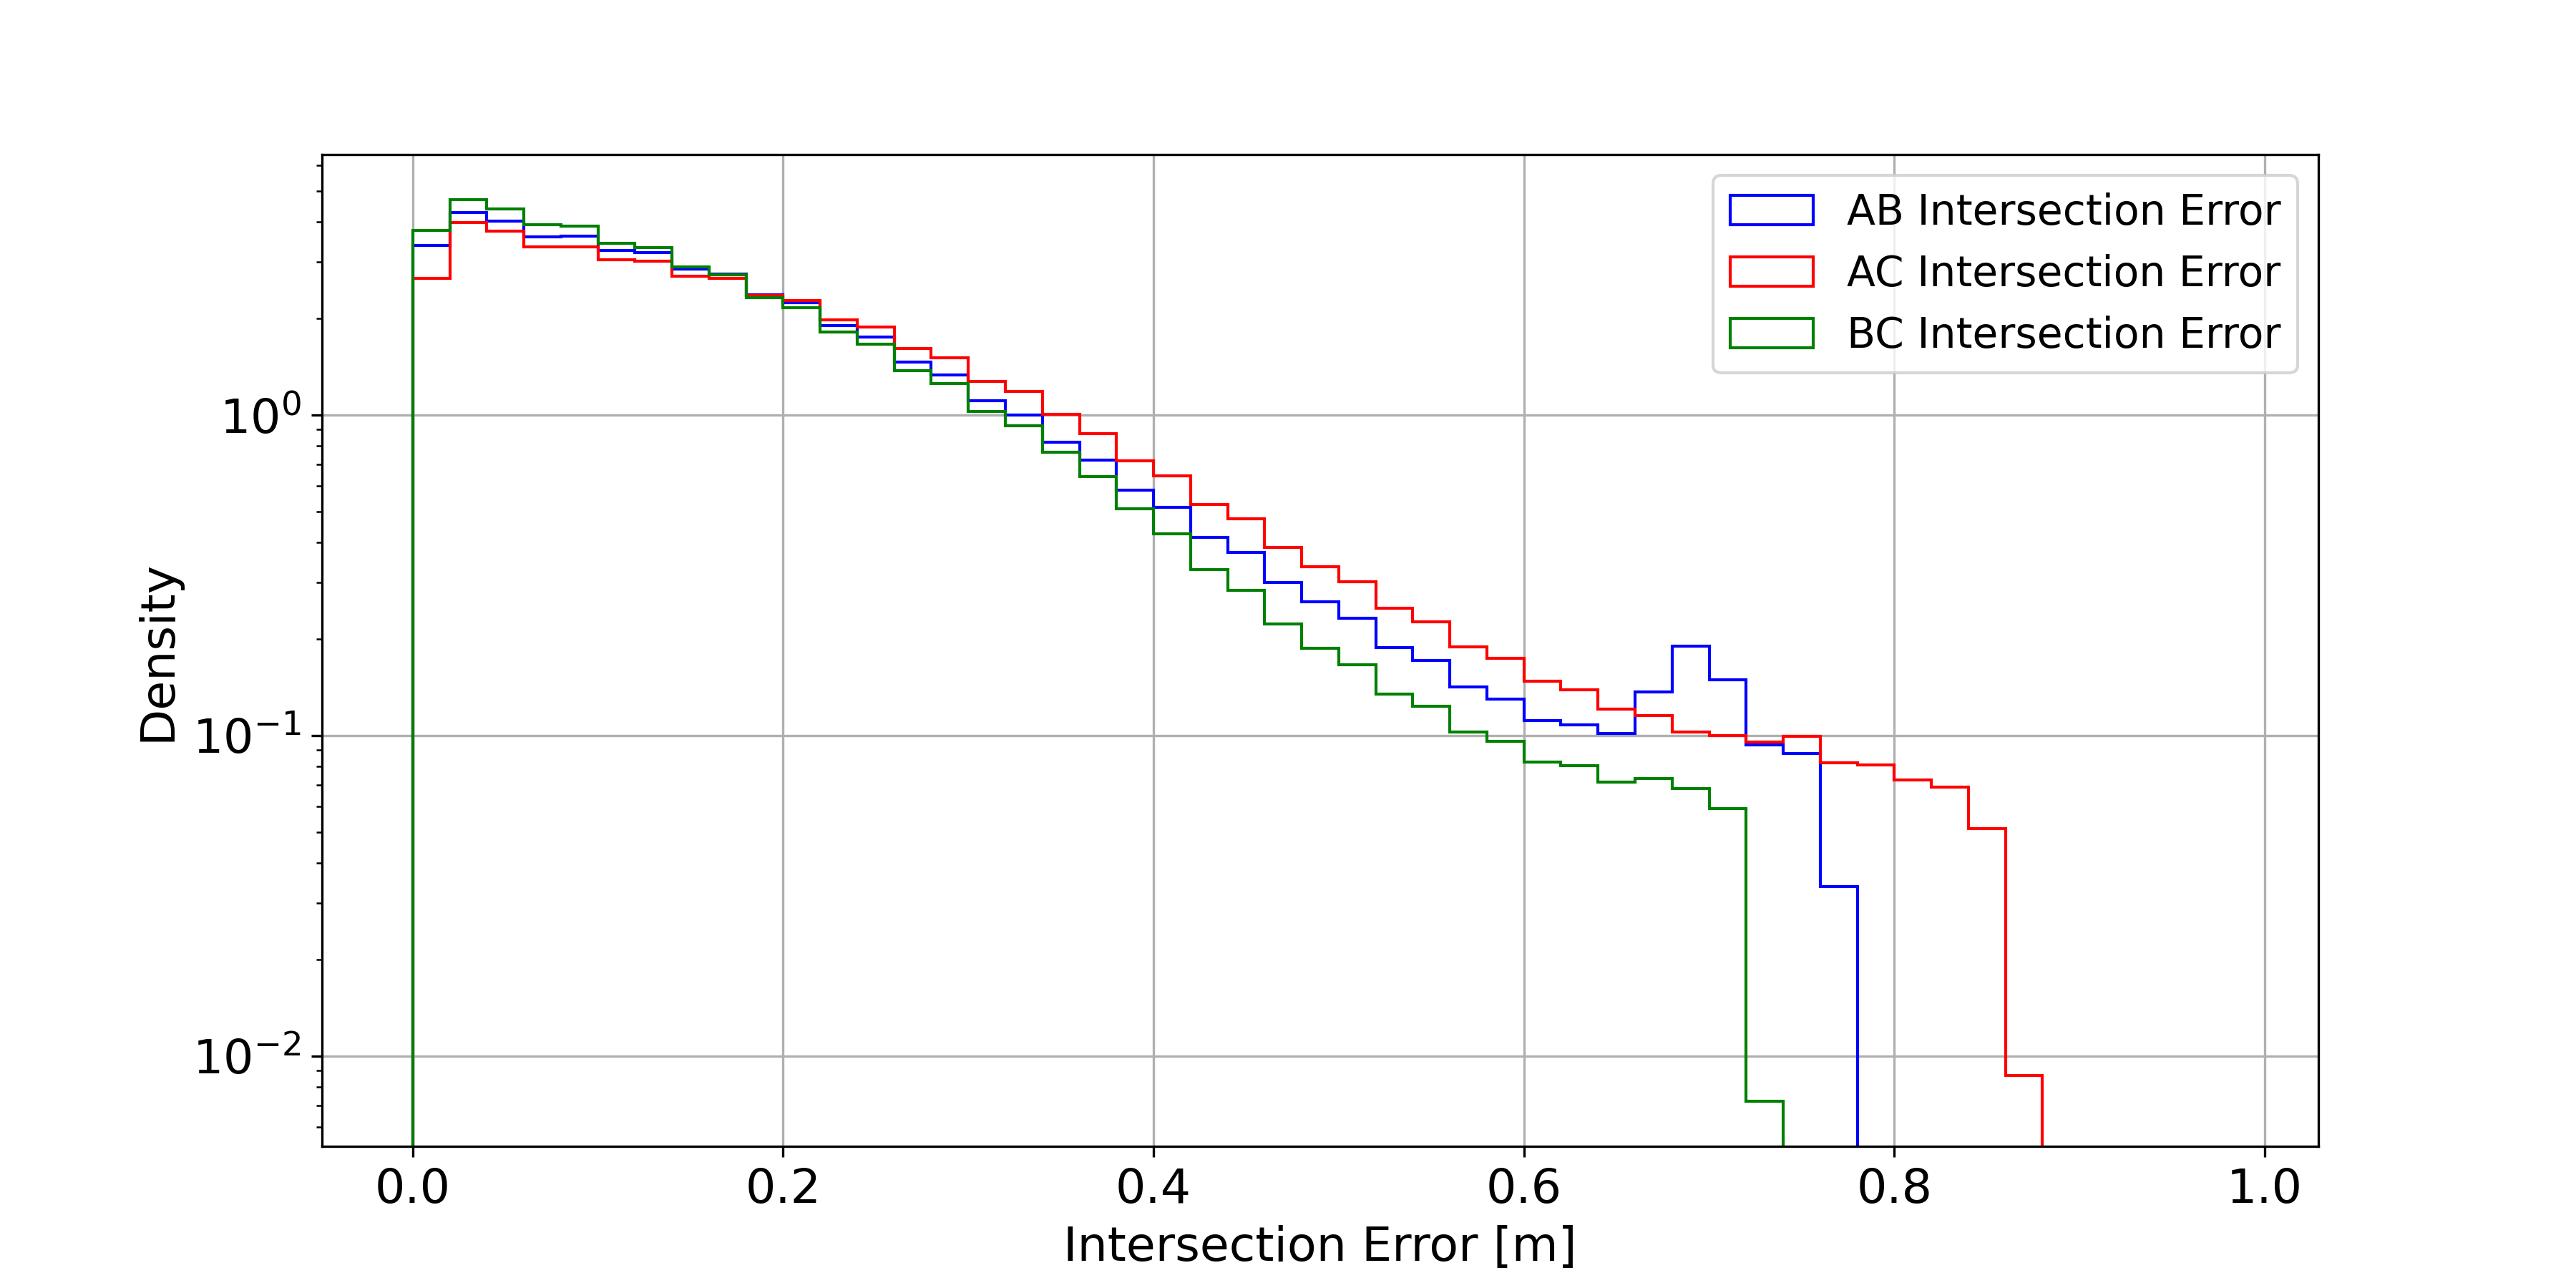 AB Intersection Error
AC Intersection Error
BC Intersection Error
10⁰
10⁻¹
10⁻²
Density
0.0 0.2 0.4 0.6 0.8 1.0
Intersection Error [m]